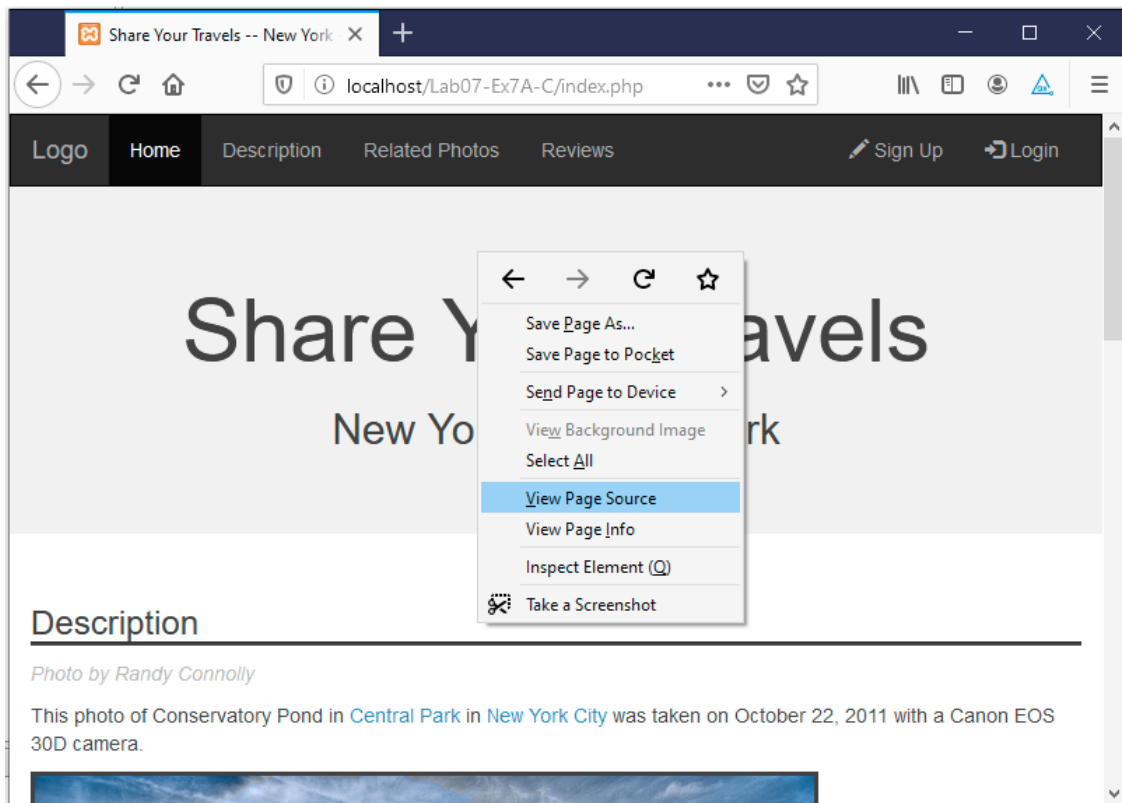 Share Your Travels -- New York -
localhost/Lab07-Ex7A-C/index.php
Logo Home Description Related Photos Reviews Sign Up Login
Share Y avels
New Yo rk
Save Page As...
Save Page to Pocket
Send Page to Device
View Background Image
Select All
View Page Source
View Page Info
Inspect Element (Q)
Take a Screenshot
Description
Photo by Randy Connolly
This photo of Conservatory Pond in Central Park in New York City was taken on October 22, 2011 with a Canon EOS
30D camera.